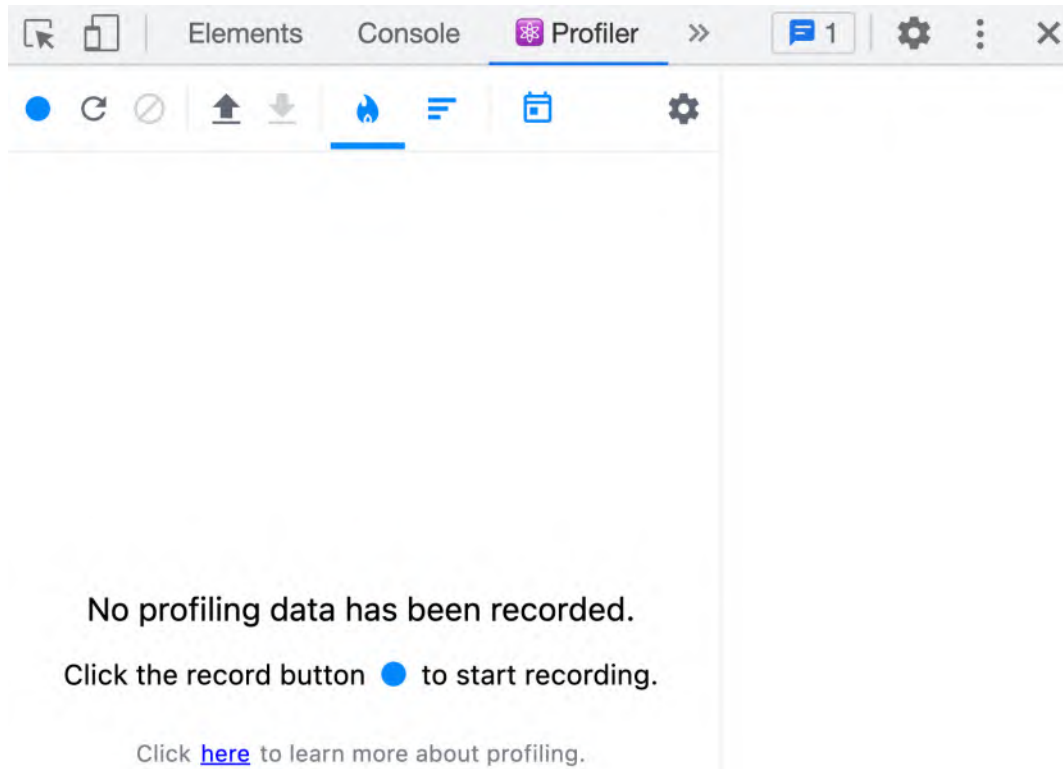 Elements Console Profiler 1
No profiling data has been recorded.
Click the record button to start recording.
Click here to learn more about profiling.